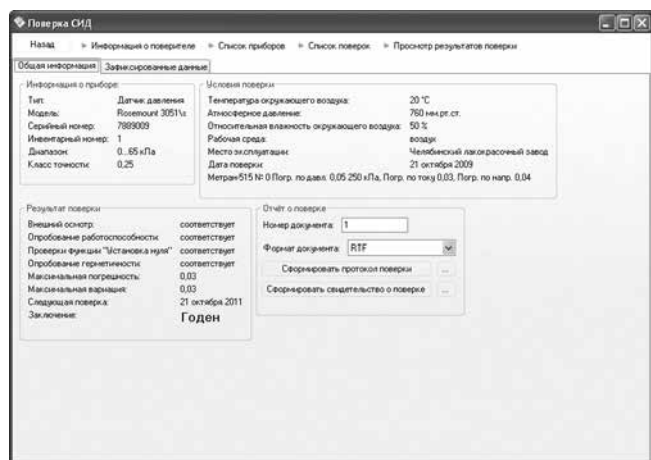 Поверка СИД
Назад » Информация о поверителе » Список приборов » Список поверок » Просмотр результатов поверки
Общая информация Зафиксированные данные
Информация о приборе
Тип: Датчик давления
Модель: Rosemount 3051\s
Серийный номер: 7889009
Инвентарный номер: 1
Диапазон: 0...65 кПа
Класс точности: 0,25
Условия поверки
Температура окружающего воздуха: 20 °C
Атмосферное давление: 760 мм.рт.ст.
Относительная влажность окружающего воздуха: 50 %
Рабочая среда: воздух
Место эксплуатации: Челябинский лакокрасочный завод
Дата поверки: 21 октября 2009
Метран-515 № 0 Погр. по давл. 0,05 250 кПа, Погр. по току 0,03, Погр. по напр. 0,04
Результат поверки
Внешний осмотр: соответствует
Опробование работоспособности: соответствует
Проверки функции "Установка нуля" соответствует
Опробование герметичности: соответствует
Максимальная погрешность: 0,03
Максимальная вариация: 0,03
Следующая поверка: 21 октября 2011
Заключение: Годен
Отчёт о поверке
Номер документа: 1
Формат документа: RTF
Сформировать протокол поверки ...
Сформировать свидетельство о поверке ...